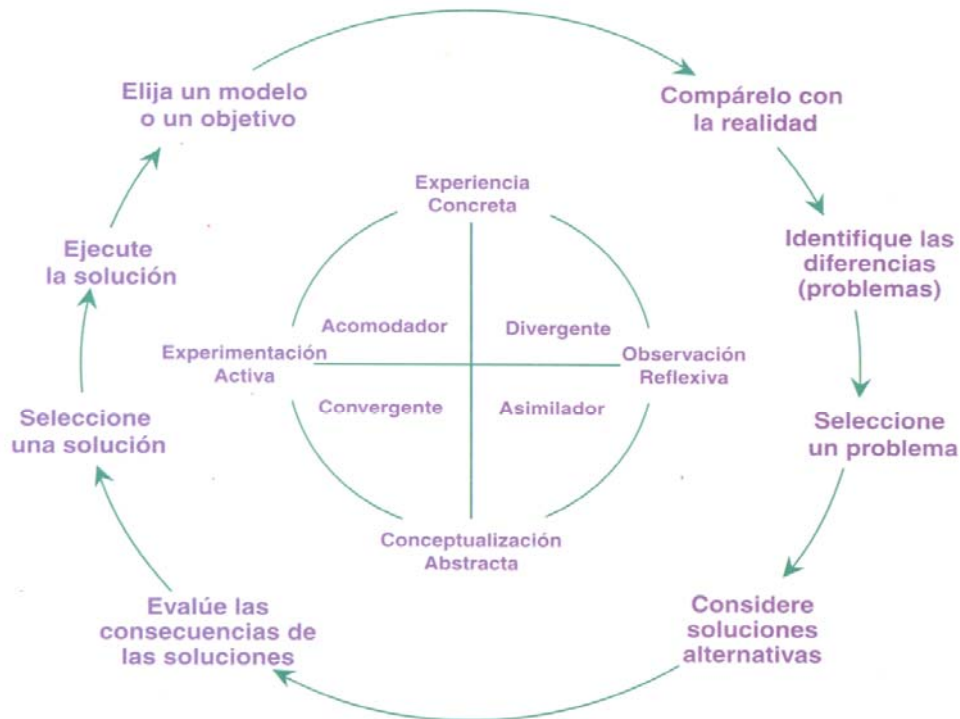 Elija un modelo
o un objetivo
Compárelo con
la realidad
Identifique las
diferencias
(problemas)
Seleccione
un problema
Considere
soluciones
alternativas
Evalúe las
consecuencias de
las soluciones
Seleccione
una solución
Ejecute
la solución
Experiencia
Concreta
Acomodador
Divergente
Experimentación
Activa
Observación
Reflexiva
Convergente
Asimilador
Conceptualización
Abstracta